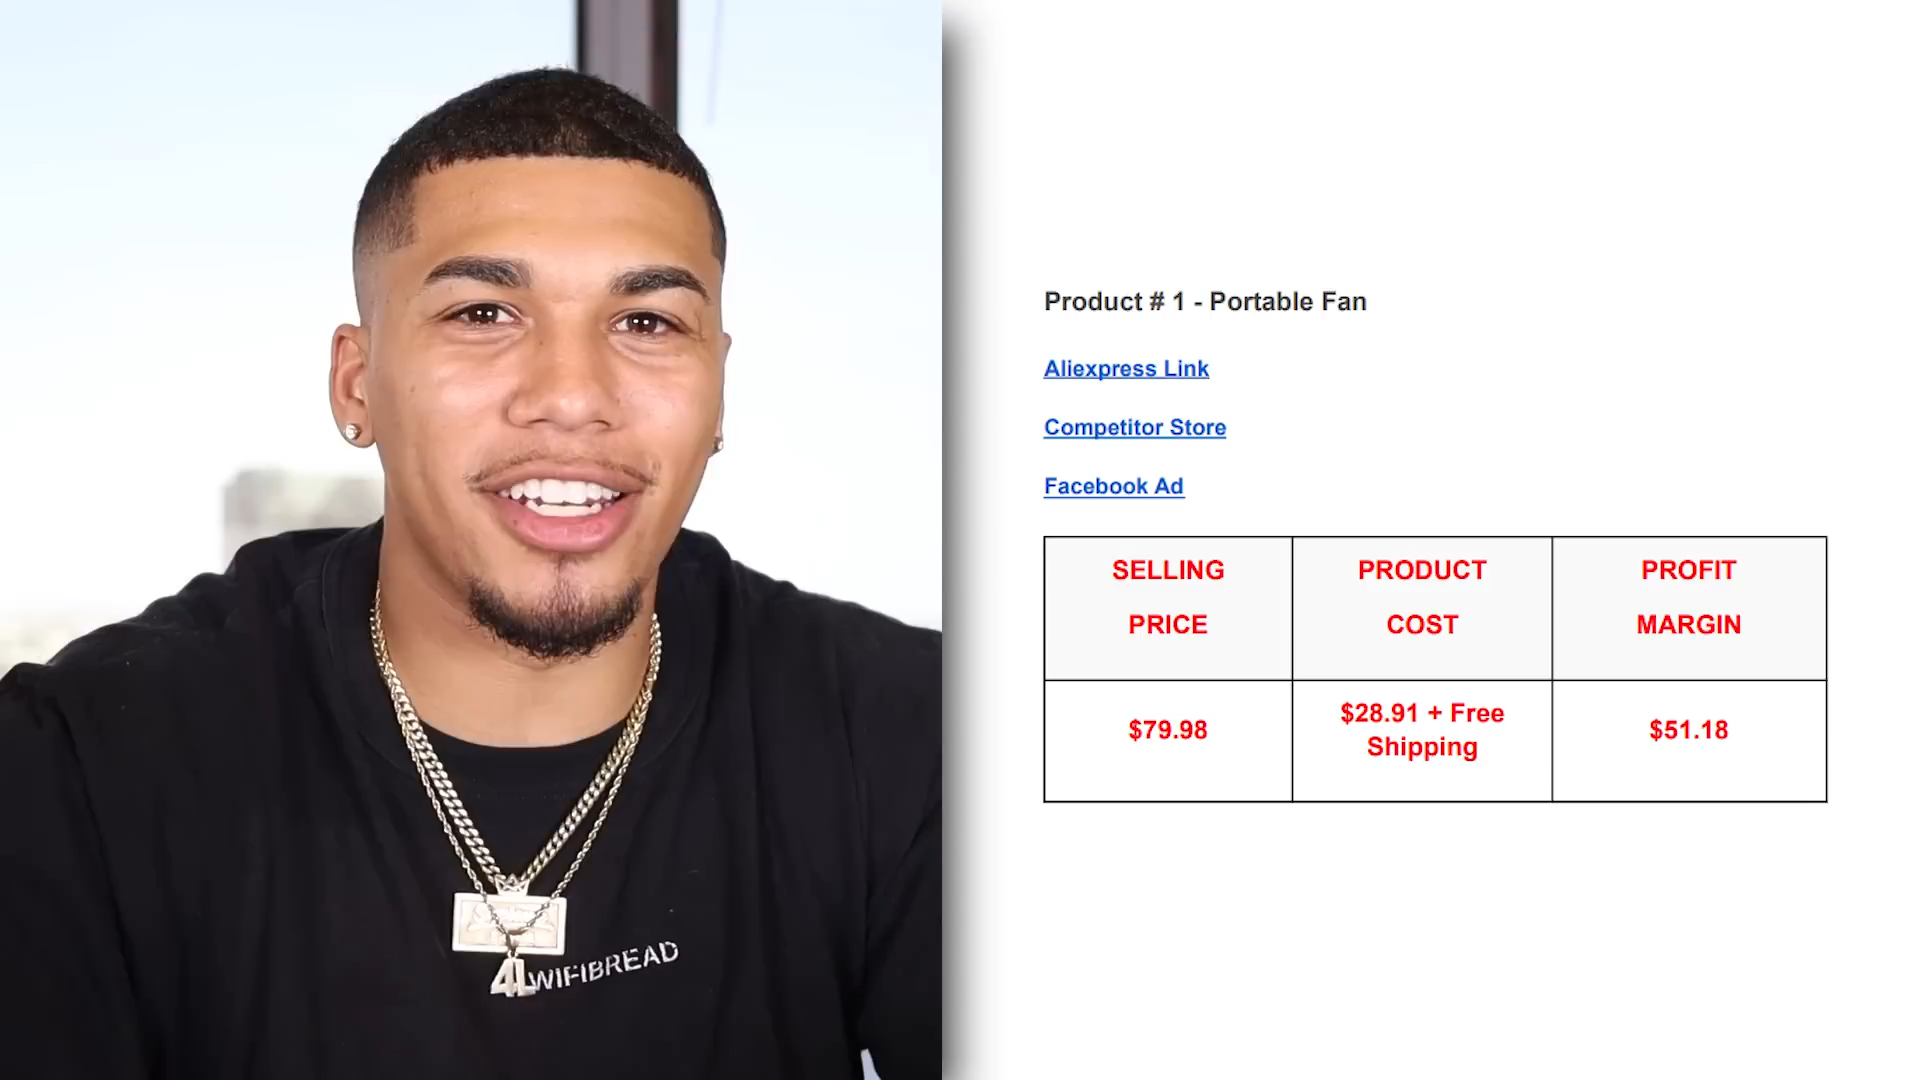 Product # 1 - Portable Fan
Aliexpress Link
Competitor Store
Facebook Ad
SELLING
PRICE
PRODUCT
COST
PROFIT
MARGIN
$79.98
$28.91 + Free
Shipping
$51.18
4L
WIFIBREAD